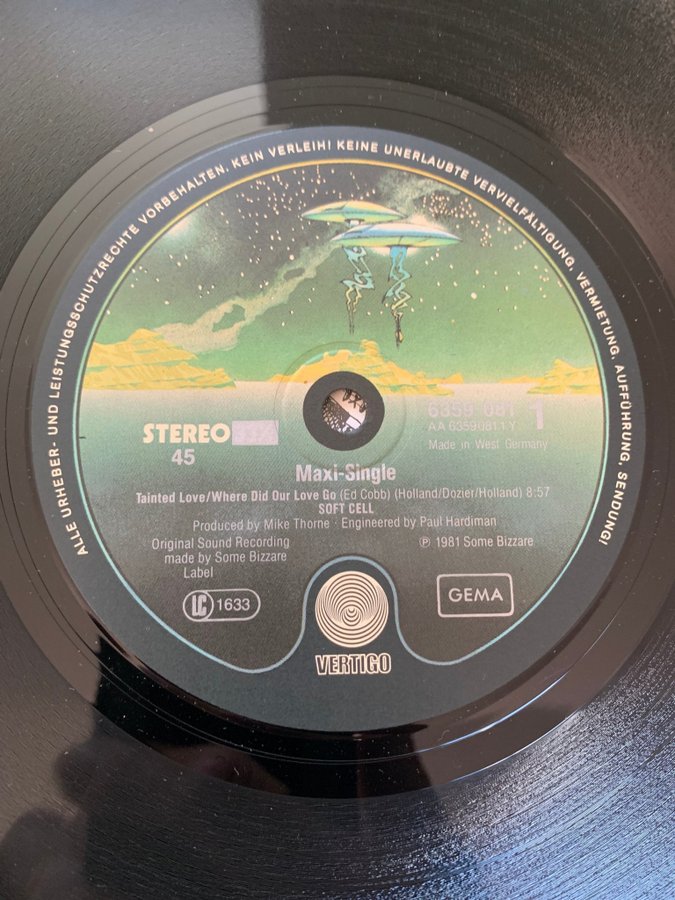 ALLE URHEBER- UND LEISTUNGSSCHUTZRECHTE VORBEHALTEN. KEIN VERLEIH! KEINE UNERLAUBTE VERVIELFÄLTIGUNG, VERMIETUNG, AUFFÜHRUNG, SENDUNG!
STEREO
45
6359 081
1
AA 6359 081 1 Y
Made in West Germany
Maxi-Single
Tainted Love/Where Did Our Love Go (Ed Cobb) (Holland/Dozier/Holland) 8:57
SOFT CELL
Produced by Mike Thorne · Engineered by Paul Hardiman
Original Sound Recording
made by Some Bizzare
Label
℗ 1981 Some Bizzare
LC 1633
GEMA
VERTIGO